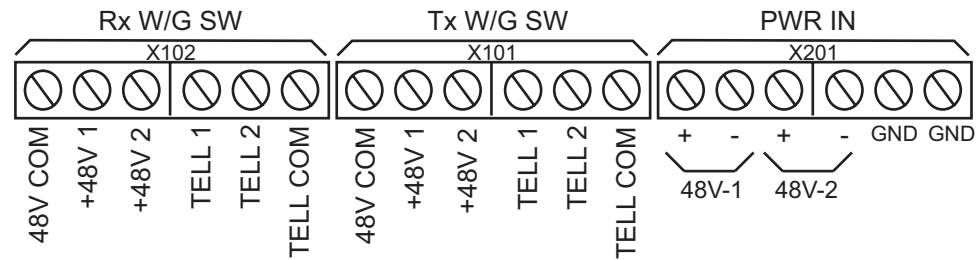 Rx W/G SW Tx W/G SW PWR IN
X102 X101 X201
48V COM +48V 1 +48V 2 TELL 1 TELL 2 TELL COM 48V COM +48V 1 +48V 2 TELL 1 TELL 2 TELL COM + - + - GND GND
48V-1 48V-2